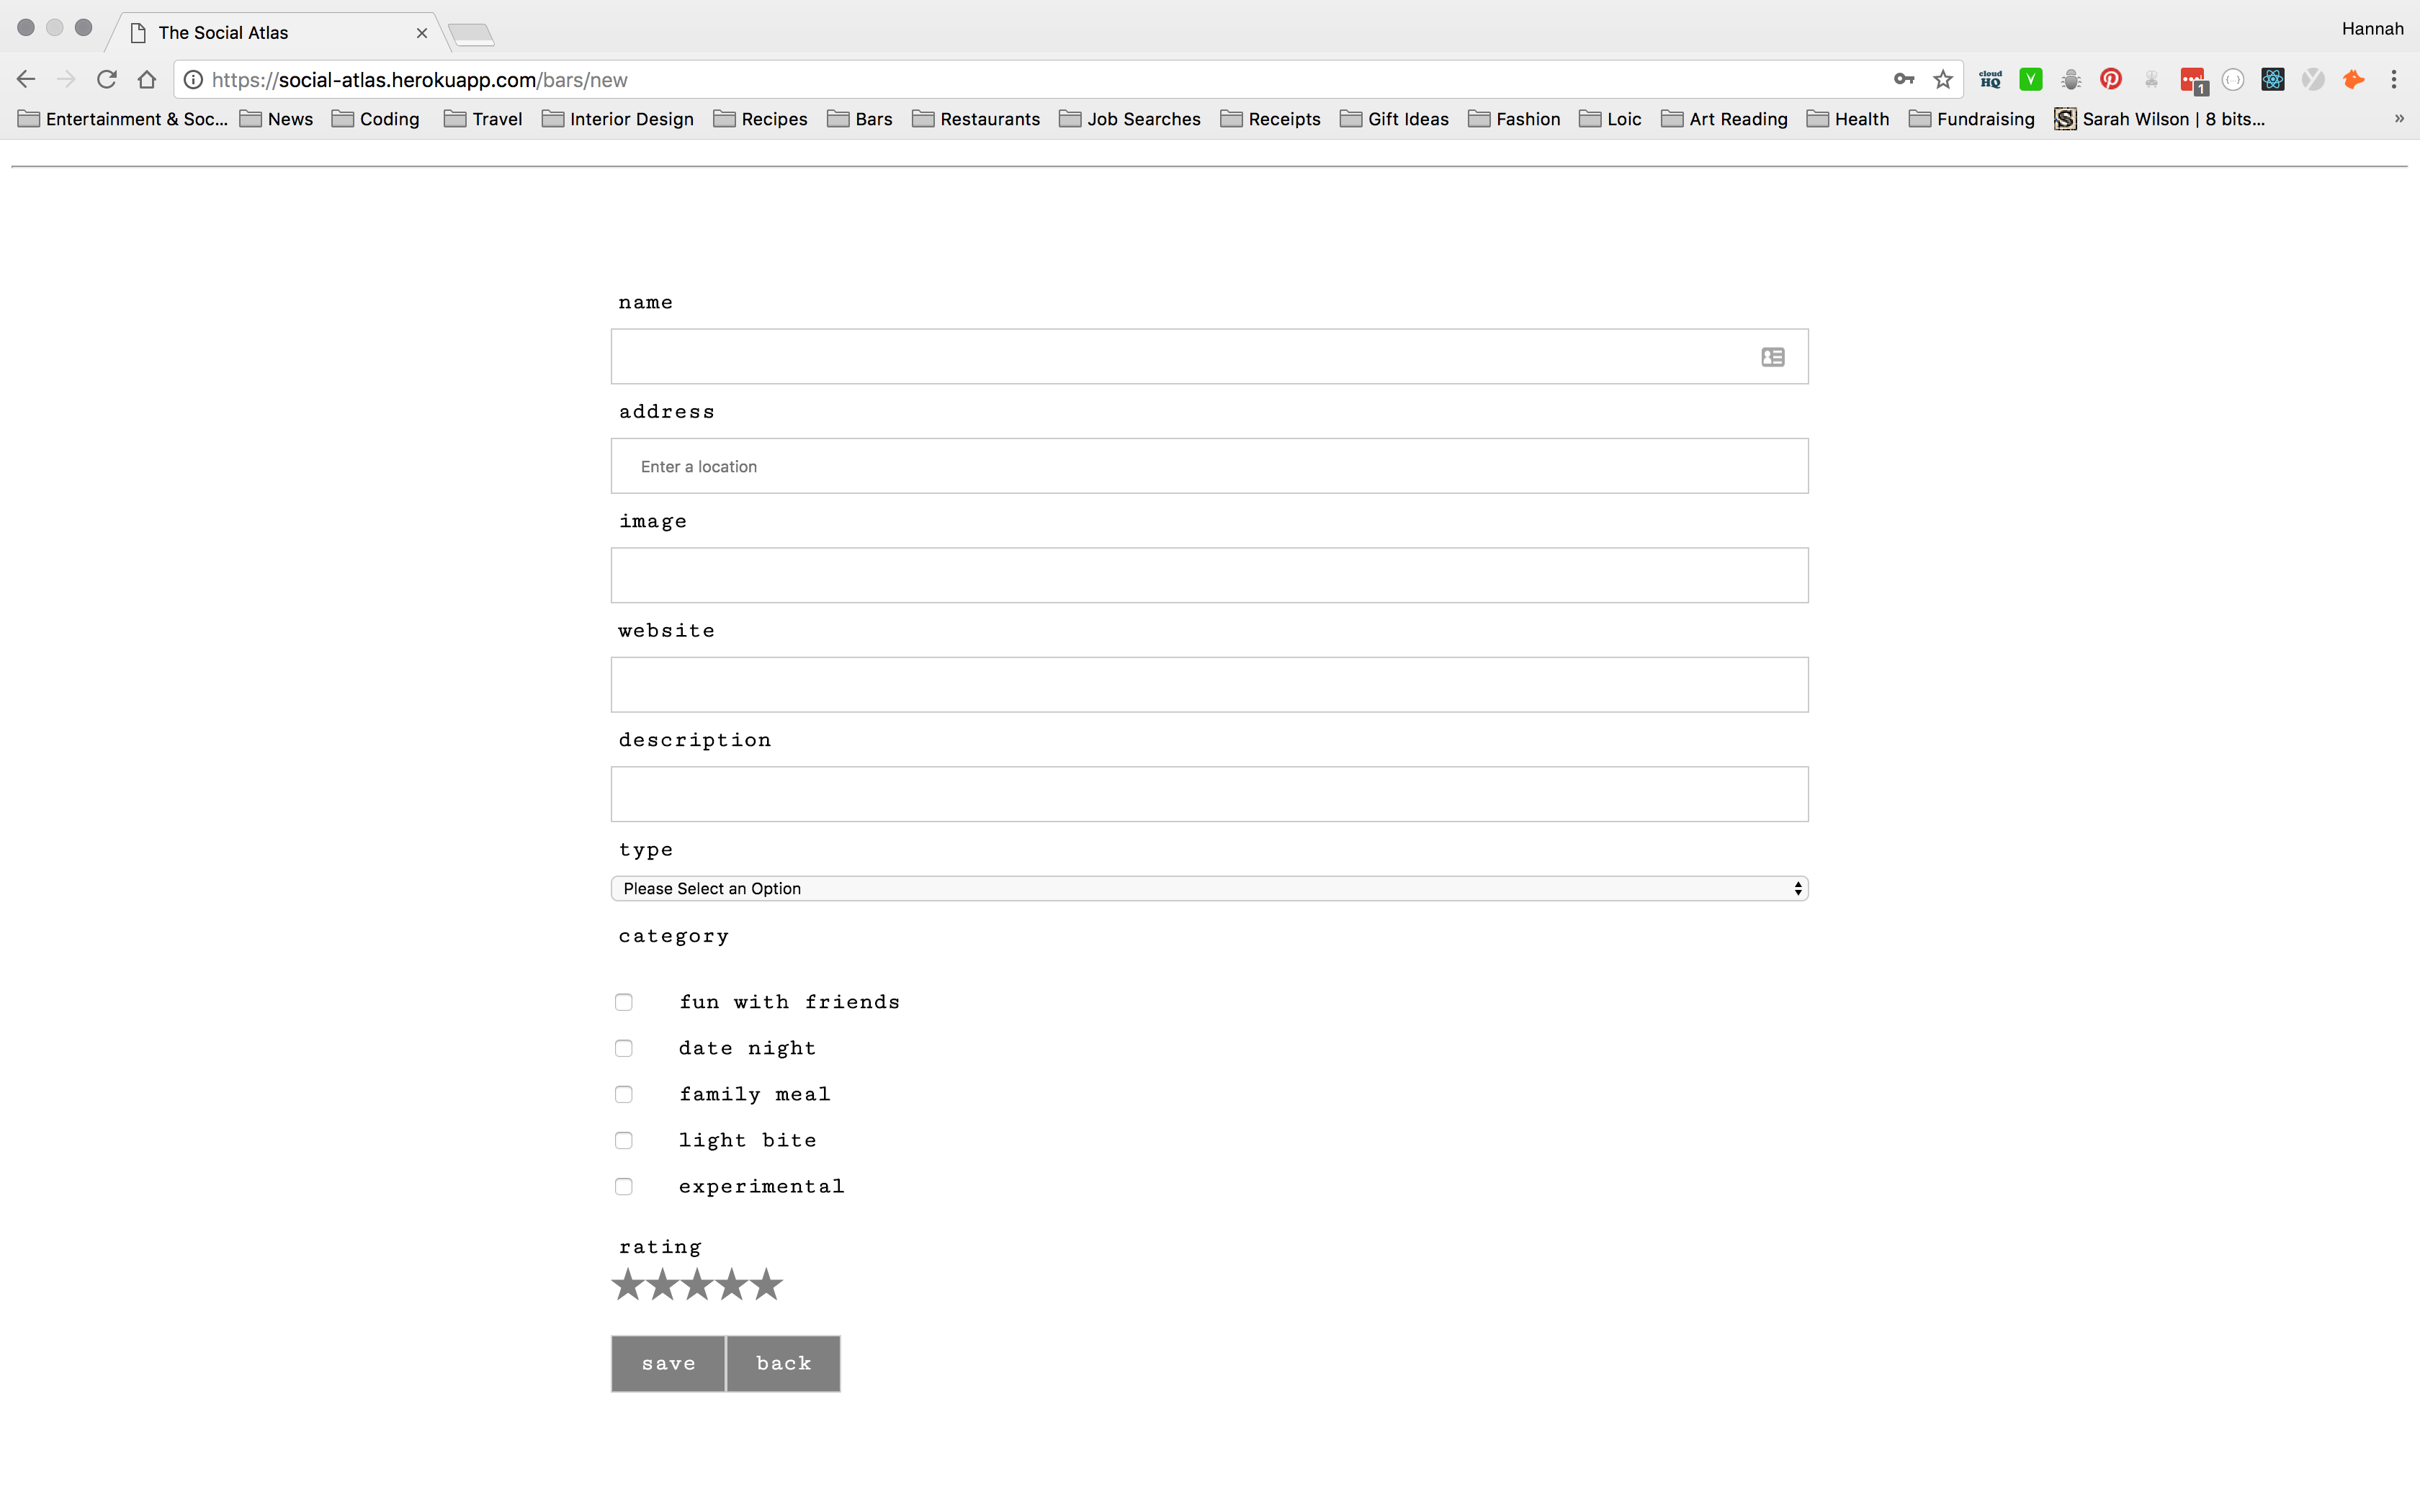 The Social Atlas
Hannah
https://social-atlas.herokuapp.com/bars/new
cloud HQ
1
Entertainment & Soc... News Coding Travel Interior Design Recipes Bars Restaurants Job Searches Receipts Gift Ideas Fashion Loic Art Reading Health Fundraising Sarah Wilson | 8 bits... »
name
address
Enter a location
image
website
description
type
Please Select an Option
category
fun with friends
date night
family meal
light bite
experimental
rating
save back